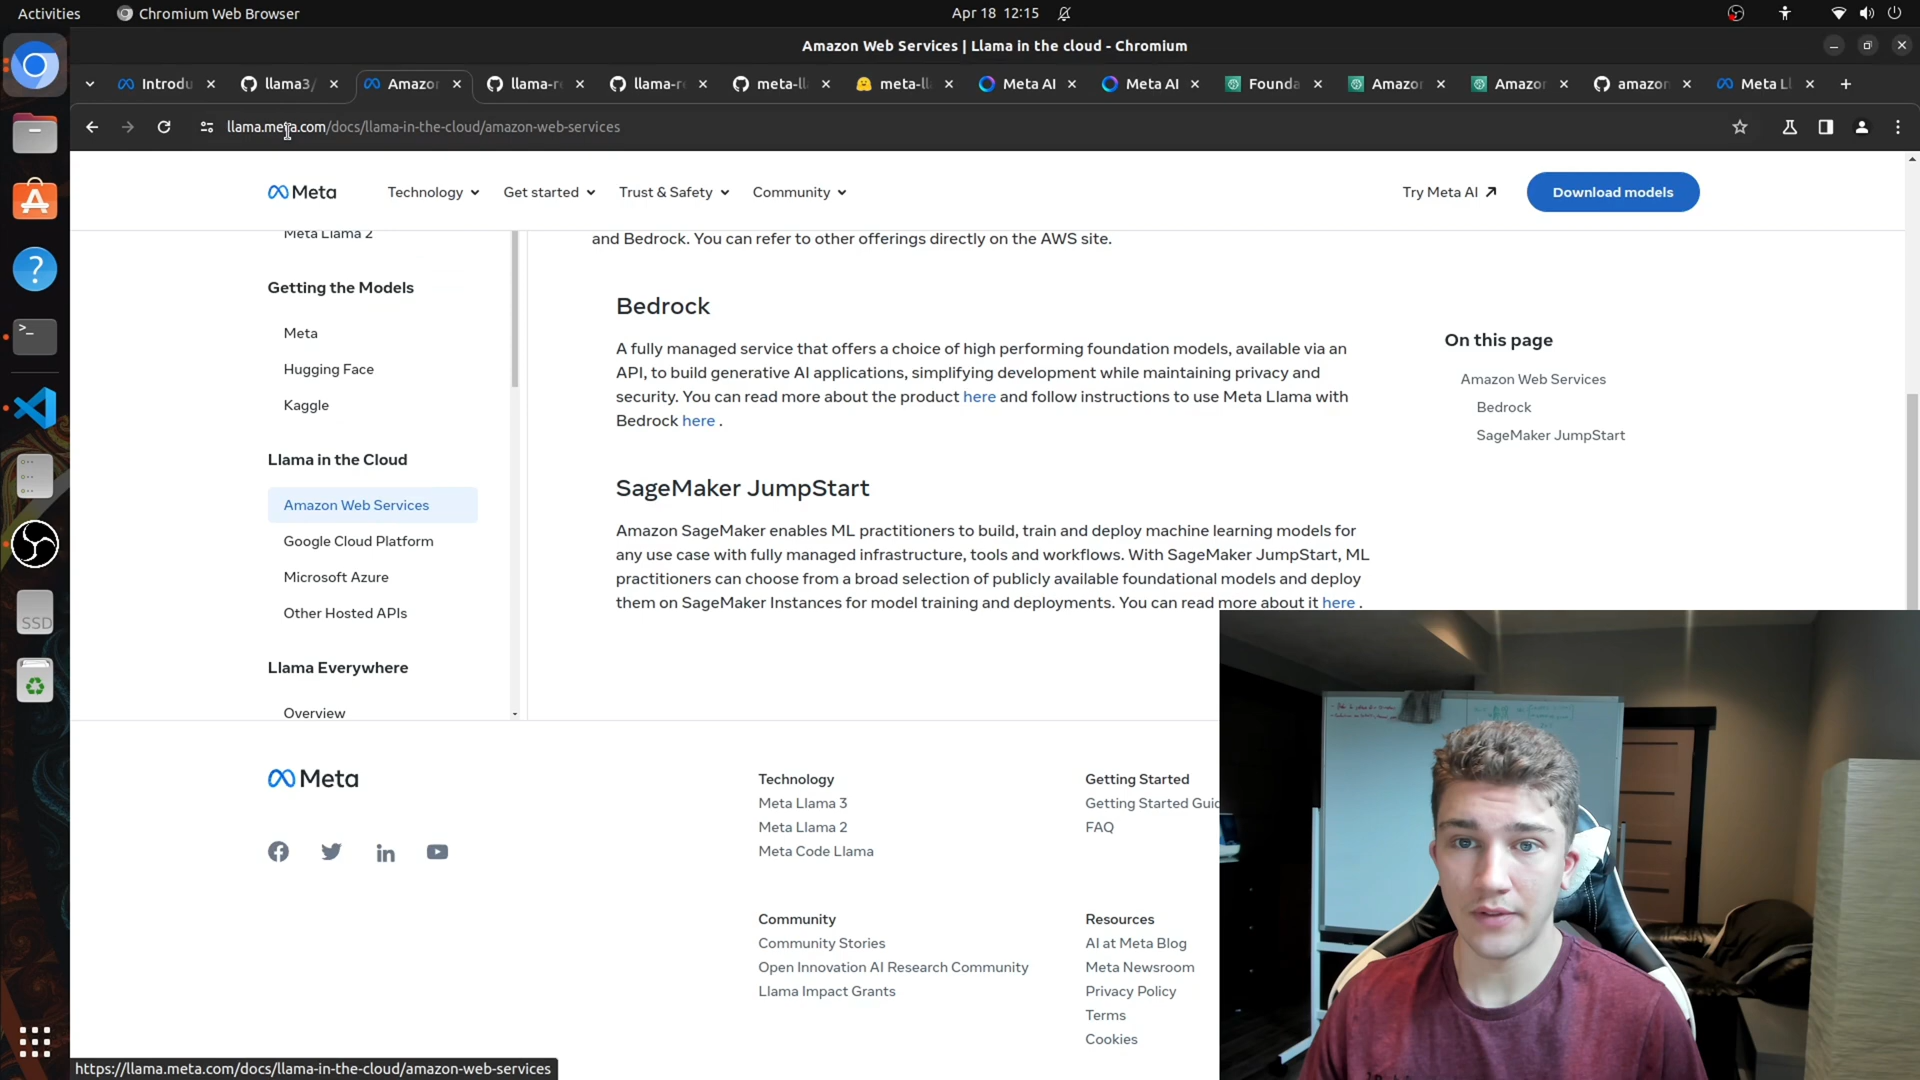 Activities
Chromium Web Browser
Apr 18 12:15
Amazon Web Services | Llama in the cloud - Chromium
Introdu
llama3/
Amazon
llama-re
llama-re
meta-ll
meta-lla
Meta AI
Meta AI
Founda
Amazon
Amazon
amazon
Meta Ll
llama.meta.com/docs/llama-in-the-cloud/amazon-web-services
Meta
Technology
Get started
Trust & Safety
Community
Try Meta AI
Download models
Meta Llama 2
Getting the Models
Meta
Hugging Face
Kaggle
Llama in the Cloud
Amazon Web Services
Google Cloud Platform
Microsoft Azure
Other Hosted APIs
Llama Everywhere
Overview
and Bedrock. You can refer to other offerings directly on the AWS site.
Bedrock
A fully managed service that offers a choice of high performing foundation models, available via an
API, to build generative AI applications, simplifying development while maintaining privacy and
security. You can read more about the product here and follow instructions to use Meta Llama with
Bedrock here .
SageMaker JumpStart
Amazon SageMaker enables ML practitioners to build, train and deploy machine learning models for
any use case with fully managed infrastructure, tools and workflows. With SageMaker JumpStart, ML
practitioners can choose from a broad selection of publicly available foundational models and deploy
them on SageMaker Instances for model training and deployments. You can read more about it here .
On this page
Amazon Web Services
Bedrock
SageMaker JumpStart
SSD
Meta
Technology
Meta Llama 3
Meta Llama 2
Meta Code Llama
Getting Started
Getting Started Guid
FAQ
Community
Community Stories
Open Innovation AI Research Community
Llama Impact Grants
Resources
AI at Meta Blog
Meta Newsroom
Privacy Policy
Terms
Cookies
https://llama.meta.com/docs/llama-in-the-cloud/amazon-web-services